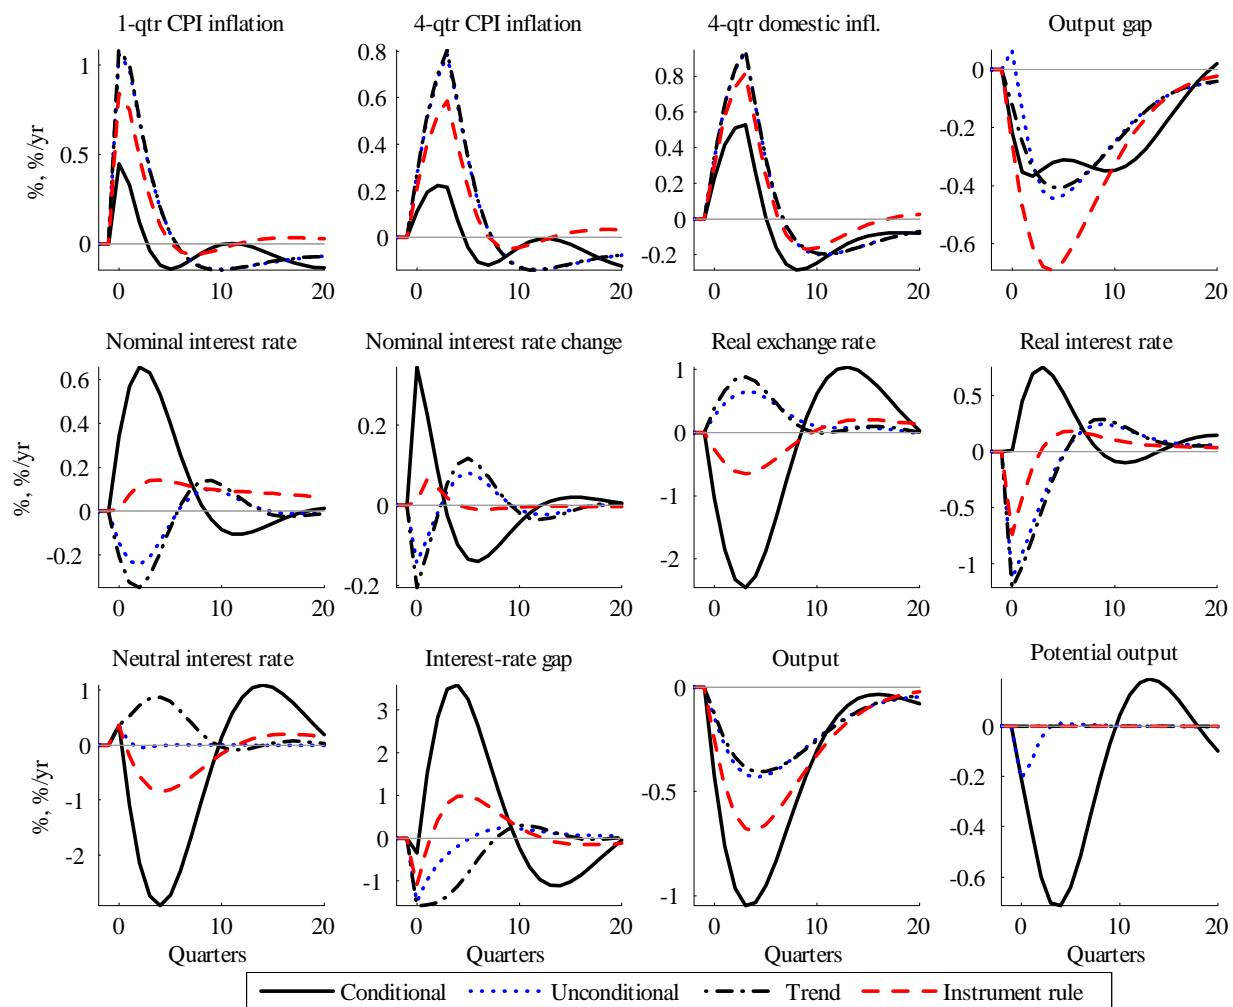 1-qtr CPI inflation
4-qtr CPI inflation
4-qtr domestic infl.
Output gap
%, %/yr
1
0.5
0
0 10 20
0.8
0.6
0.4
0.2
0
0 10 20
0.8
0.6
0.4
0.2
0
-0.2
0 10 20
0
-0.2
-0.4
-0.6
0 10 20
Nominal interest rate
Nominal interest rate change
Real exchange rate
Real interest rate
%, %/yr
0.6
0.4
0.2
0
-0.2
0 10 20
0.2
0
-0.2
0 10 20
1
0
-1
-2
0 10 20
0.5
0
-0.5
-1
0 10 20
Neutral interest rate
Interest-rate gap
Output
Potential output
%, %/yr
1
0
-1
-2
0 10 20
Quarters
3
2
1
0
-1
0 10 20
Quarters
0
-0.5
-1
0 10 20
Quarters
0
-0.2
-0.4
-0.6
0 10 20
Quarters
Conditional Unconditional Trend Instrument rule